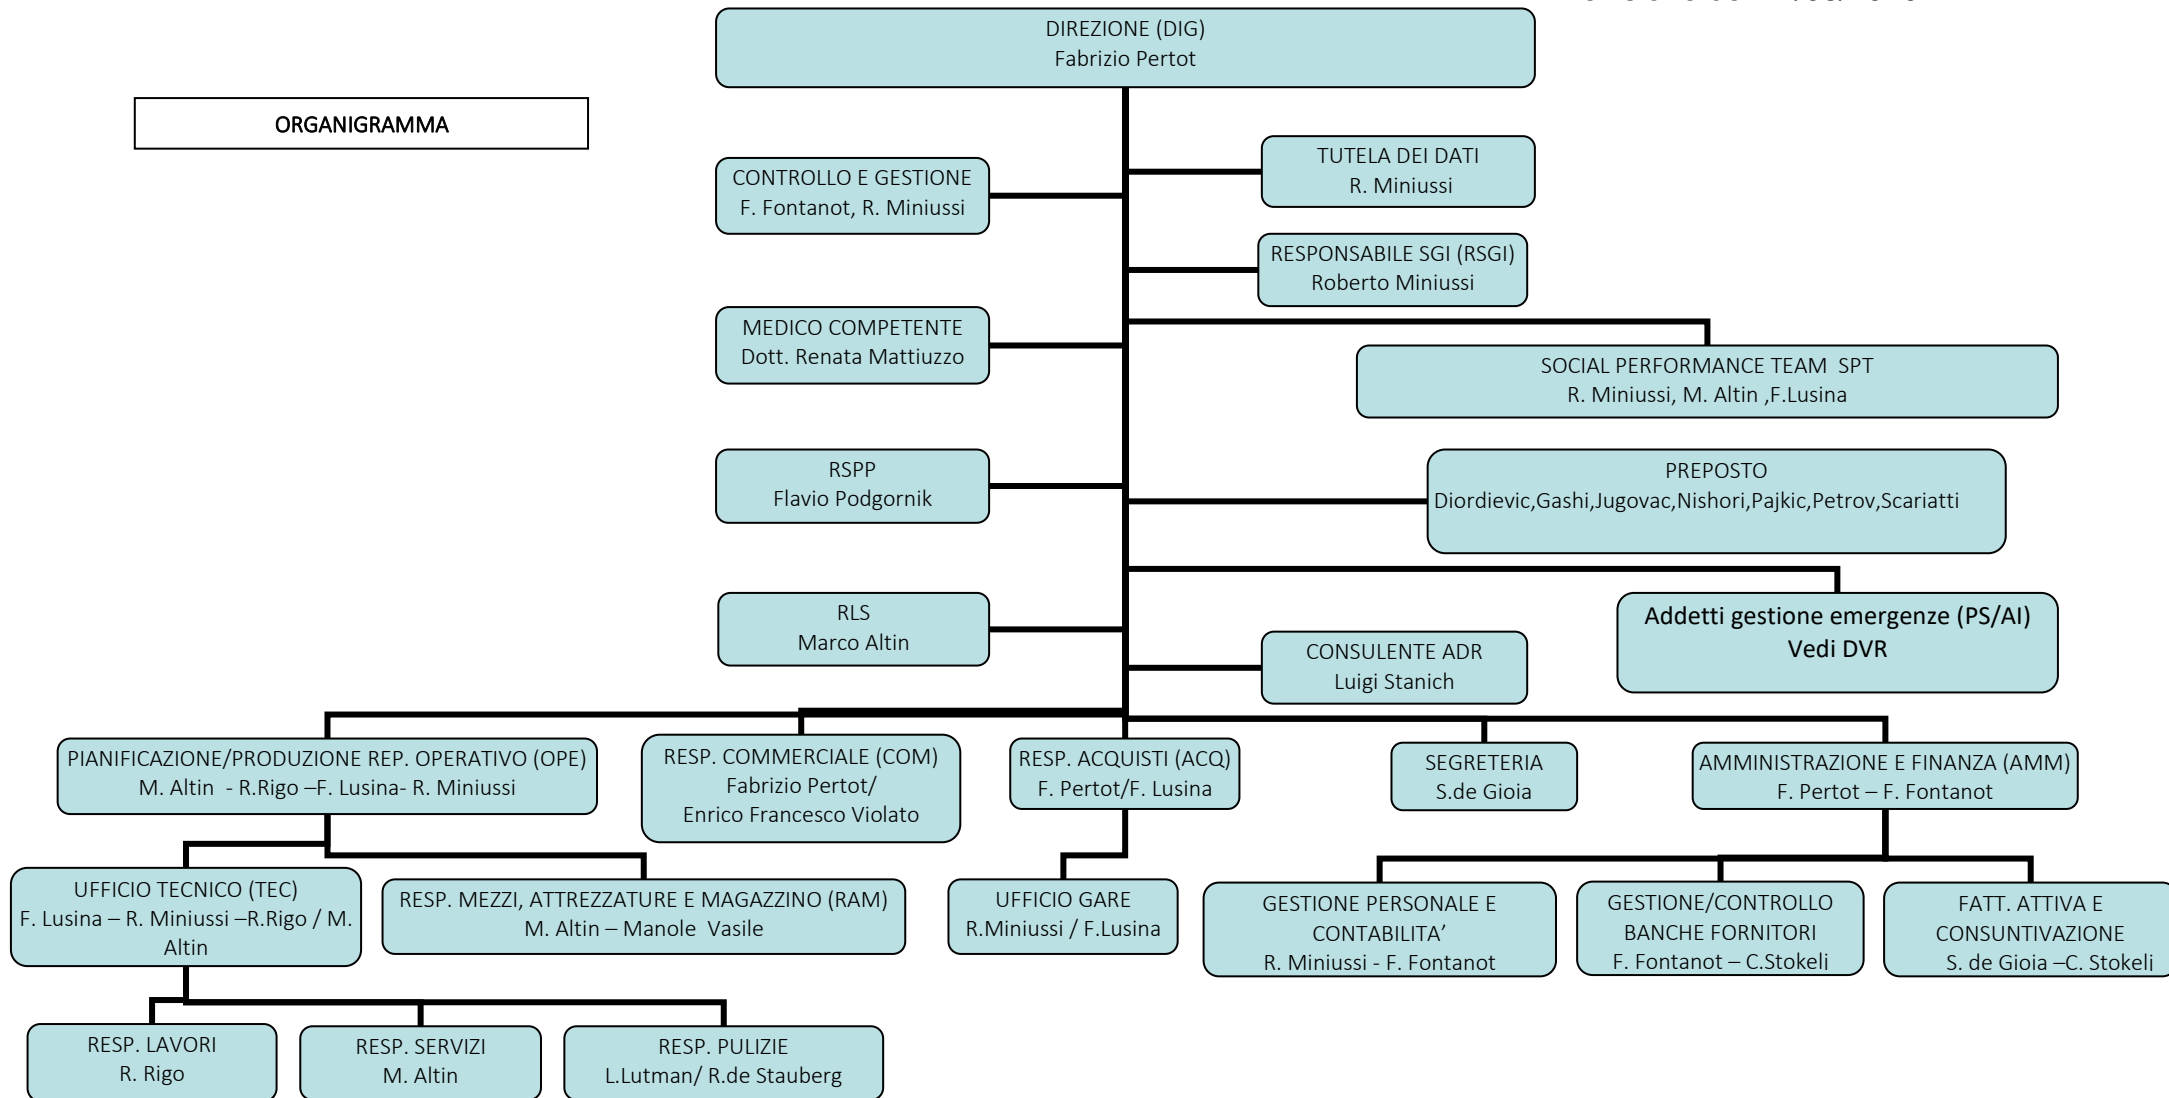 DIREZIONE (DIG)
Fabrizio Pertot
ORGANIGRAMMA
TUTELA DEI DATI
R. Miniussi
CONTROLLO E GESTIONE
F. Fontanot, R. Miniussi
RESPONSABILE SGI (RSGI)
Roberto Miniussi
MEDICO COMPETENTE
Dott. Renata Mattiuzzo
SOCIAL PERFORMANCE TEAM SPT
R. Miniussi, M. Altin ,F.Lusina
RSPP
Flavio Podgornik
PREPOSTO
Diordievic,Gashi,Jugovac,Nishori,Pajkic,Petrov,Scariatti
RLS
Marco Altin
Addetti gestione emergenze (PS/AI)
Vedi DVR
CONSULENTE ADR
Luigi Stanich
PIANIFICAZIONE/PRODUZIONE REP. OPERATIVO (OPE)
M. Altin - R.Rigo –F. Lusina- R. Miniussi
RESP. COMMERCIALE (COM)
Fabrizio Pertot/
Enrico Francesco Violato
RESP. ACQUISTI (ACQ)
F. Pertot/F. Lusina
SEGRETERIA
S.de Gioia
AMMINISTRAZIONE E FINANZA (AMM)
F. Pertot – F. Fontanot
UFFICIO TECNICO (TEC)
F. Lusina – R. Miniussi –R.Rigo / M.
Altin
RESP. MEZZI, ATTREZZATURE E MAGAZZINO (RAM)
M. Altin – Manole Vasile
UFFICIO GARE
R.Miniussi / F.Lusina
GESTIONE PERSONALE E
CONTABILITA’
R. Miniussi - F. Fontanot
GESTIONE/CONTROLLO
BANCHE FORNITORI
F. Fontanot – C.Stokelj
FATT. ATTIVA E
CONSUNTIVAZIONE
S. de Gioia –C. Stokelj
RESP. LAVORI
R. Rigo
RESP. SERVIZI
M. Altin
RESP. PULIZIE
L.Lutman/ R.de Stauberg